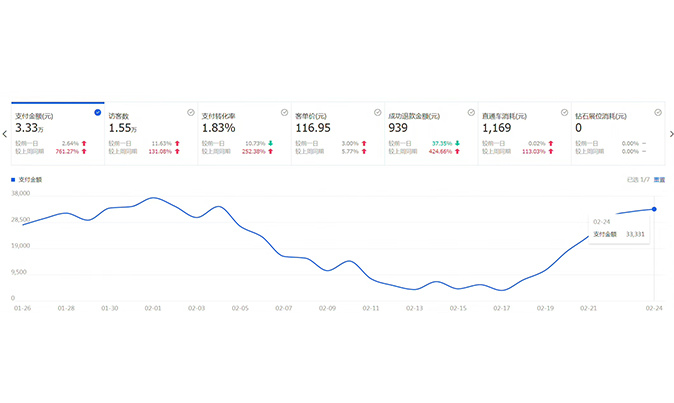 支付金额(元) 访客数 支付转化率 客单价(元) 成功退款金额(元) 直通车消耗(元) 钻石展位消耗(元)
3.33万 1.55万 1.83% 116.95 939 1,169 0
较前一日 2.64% 较前一日 11.63% 较前一日 10.73% 较前一日 3.00% 较前一日 37.35% 较前一日 0.02% 较前一日 0.00% -
较上周同期 761.27% 较上周同期 131.08% 较上周同期 252.38% 较上周同期 5.77% 较上周同期 424.66% 较上周同期 113.03% 较上周同期 0.00% -
支付金额 已选 1/7 重置
38,000
28,500
19,000
9,500
0
02-24
支付金额 33,331
01-26 01-28 01-30 02-01 02-03 02-05 02-07 02-09 02-11 02-13 02-15 02-17 02-19 02-21 02-24